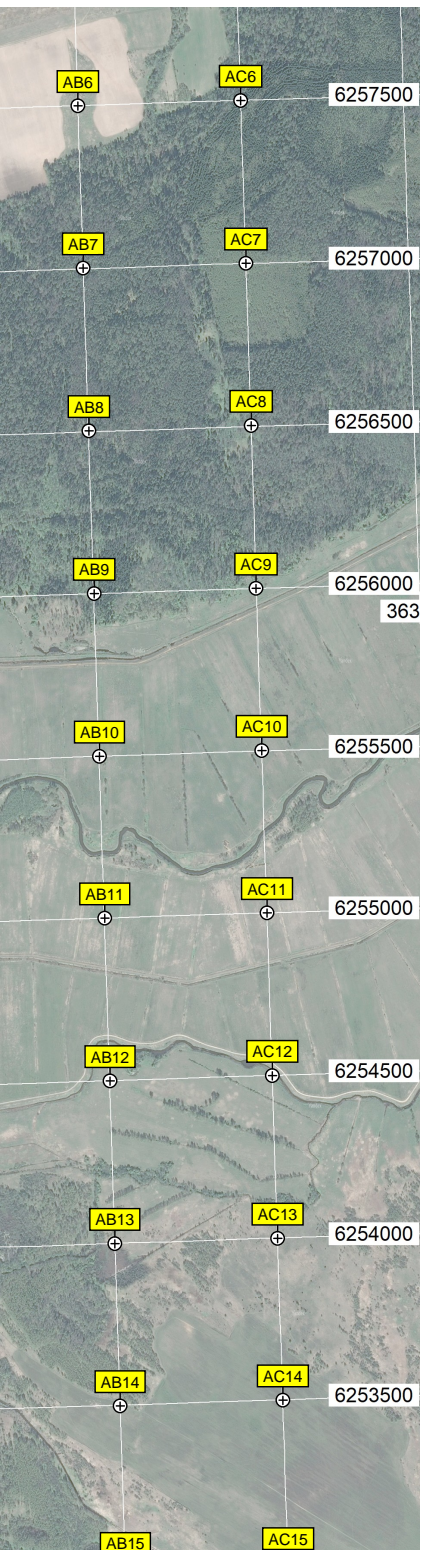 AB6 AC6
6257500
AB7 AC7
6257000
AB8 AC8
6256500
AB9 AC9
6256000
363
AB10 AC10
6255500
AB11 AC11
6255000
AB12 AC12
6254500
AB13 AC13
6254000
AB14 AC14
6253500
AB15 AC15